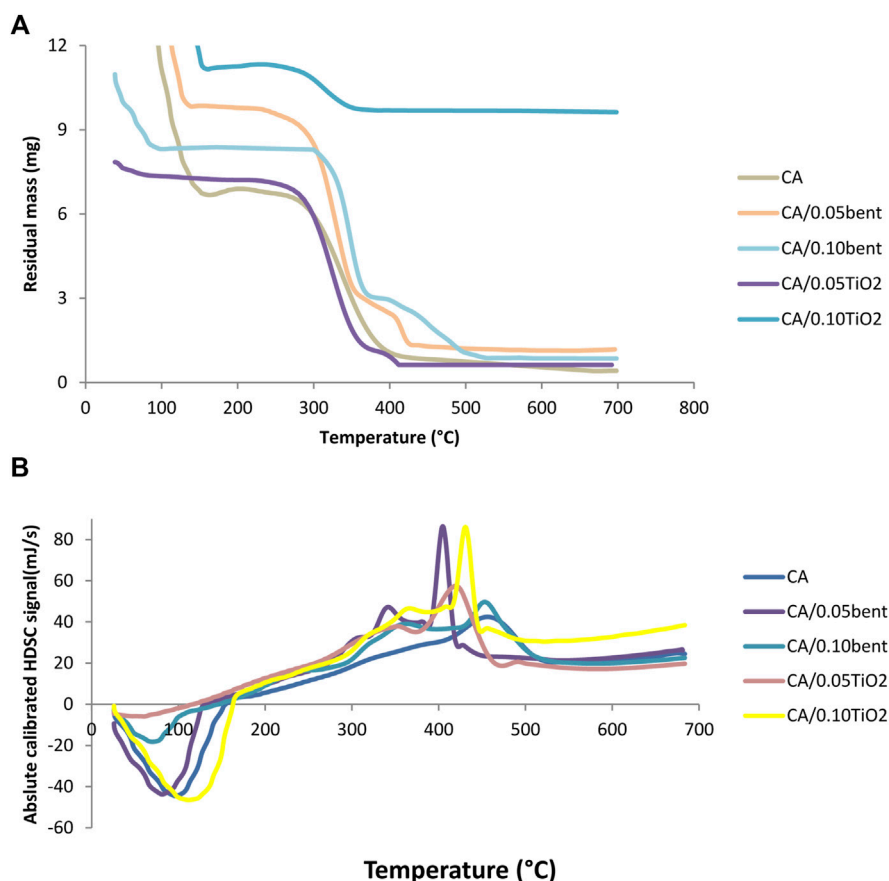 A
12
9
6
3
0
Residual mass (mg)
0 100 200 300 400 500 600 700 800
Temperature (°C)
CA
CA/0.05bent
CA/0.10bent
CA/0.05TiO2
CA/0.10TiO2
B
80
60
40
20
0
-20
-40
-60
Abslute calibrated HDSC signal(mJ/s)
0 100 200 300 400 500 600 700
Temperature (°C)
CA
CA/0.05bent
CA/0.10bent
CA/0.05TiO2
CA/0.10TiO2